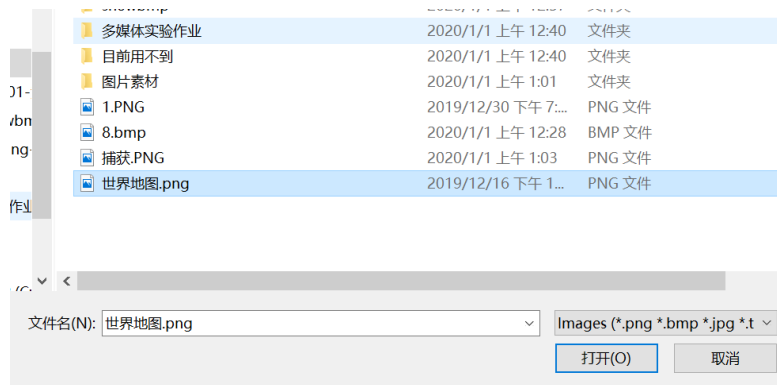 多媒体实验作业 2020/1/1 上午 12:40 文件夹
目前用不到 2020/1/1 上午 12:40 文件夹
图片素材 2020/1/1 上午 1:01 文件夹
1.PNG 2019/12/30 下午 7:... PNG 文件
8.bmp 2020/1/1 上午 12:28 BMP 文件
捕获.PNG 2020/1/1 上午 1:03 PNG 文件
世界地图.png 2019/12/16 下午 1... PNG 文件
文件名(N): 世界地图.png Images (*.png *.bmp *.jpg *.t
打开(O) 取消